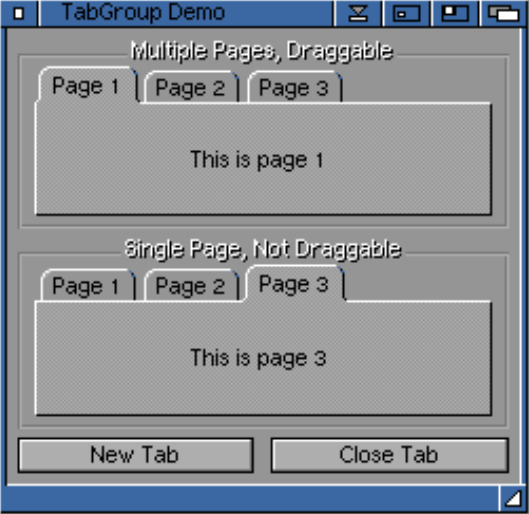 TabGroup Demo
Multiple Pages, Draggable
Page 1 Page 2 Page 3
This is page 1
Single Page, Not Draggable
Page 1 Page 2 Page 3
This is page 3
New Tab Close Tab